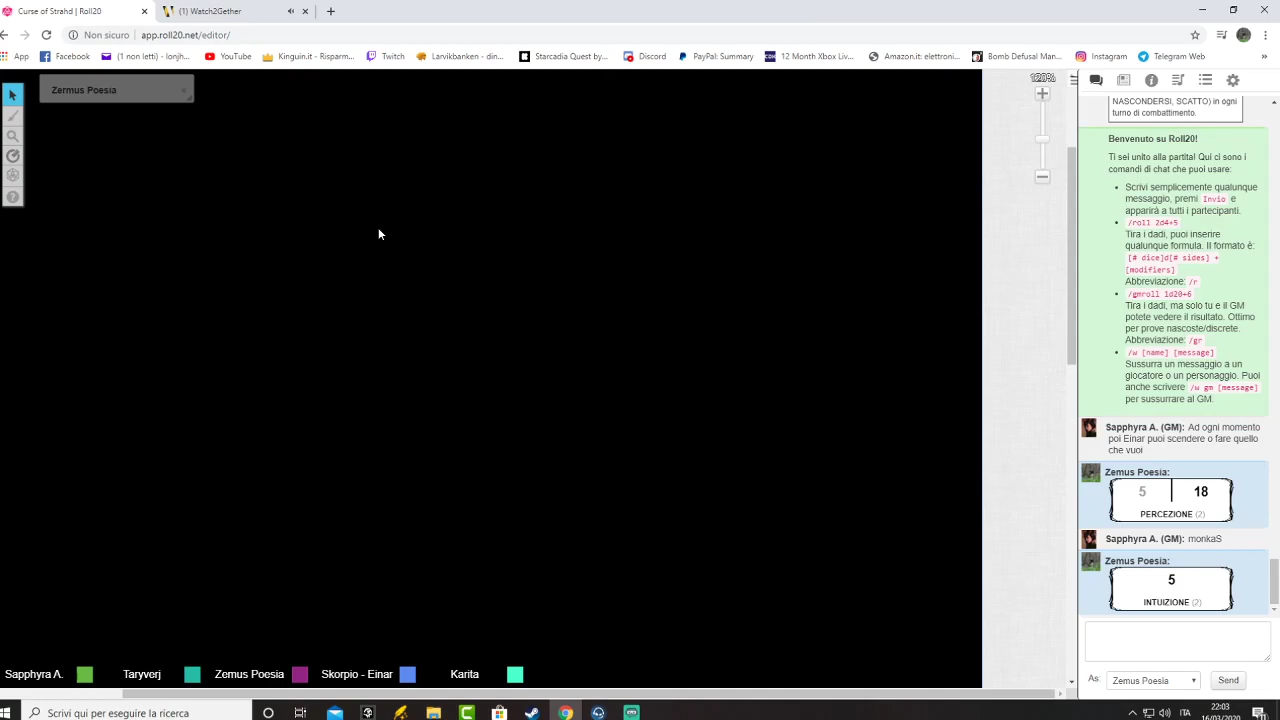 Curse of Strahd | Roll20
(1) Watch2Gether
Non sicuro | app.roll20.net/editor/
App
Facebook
(1 non letti) - lonjh...
YouTube
Kinguin.it - Risparm...
Twitch
Larvikbanken - din...
Starcadia Quest by...
Discord
PayPal: Summary
12 Month Xbox Liv...
Amazon.it: elettroni...
Bomb Defusal Man...
Instagram
Telegram Web
Zermus Poesia
120%
NASCONDERSI, SCATTO) in ogni
turno di combattimento.
Benvenuto su Roll20!
Ti sei unito alla partita! Qui ci sono i
comandi di chat che puoi usare:
Scrivi semplicemente qualunque
messaggio, premi Invio e
apparirà a tutti i partecipanti.
/roll 2d4+5
Tira i dadi, puoi inserire
qualunque formula. Il formato è:
[# dice]d[# sides] +
[modifiers]
Abbreviazione: /r
/gmroll 1d20+6
Tira i dadi, ma solo tu e il GM
potete vedere il risultato. Ottimo
per prove nascoste/discrete.
Abbreviazione: /gr
/w [name] [message]
Sussurra un messaggio a un
giocatore o un personaggio. Puoi
anche scrivere /w gm [message]
per sussurrare al GM.
Sapphyra A. (GM): Ad ogni momento
poi Einar puoi scendere o fare quello
che vuoi
Zemus Poesia:
5 18
PERCEZIONE (2)
Sapphyra A. (GM): monkaS
Zemus Poesia:
5
INTUIZIONE (2)
As: Zemus Poesia Send
Sapphyra A. Taryverj Zemus Poesia Skorpio - Einar Karita
Scrivi qui per eseguire la ricerca
ITA
22:03
16/03/2020